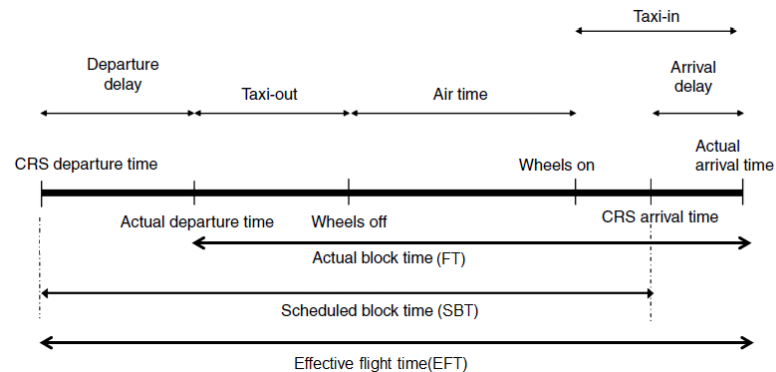 Taxi-in
Departure
delay
Taxi-out
Air time
Arrival
delay
CRS departure time
Wheels on
Actual
arrival time
Actual departure time
Wheels off
CRS arrival time
Actual block time (FT)
Scheduled block time (SBT)
Effective flight time(EFT)